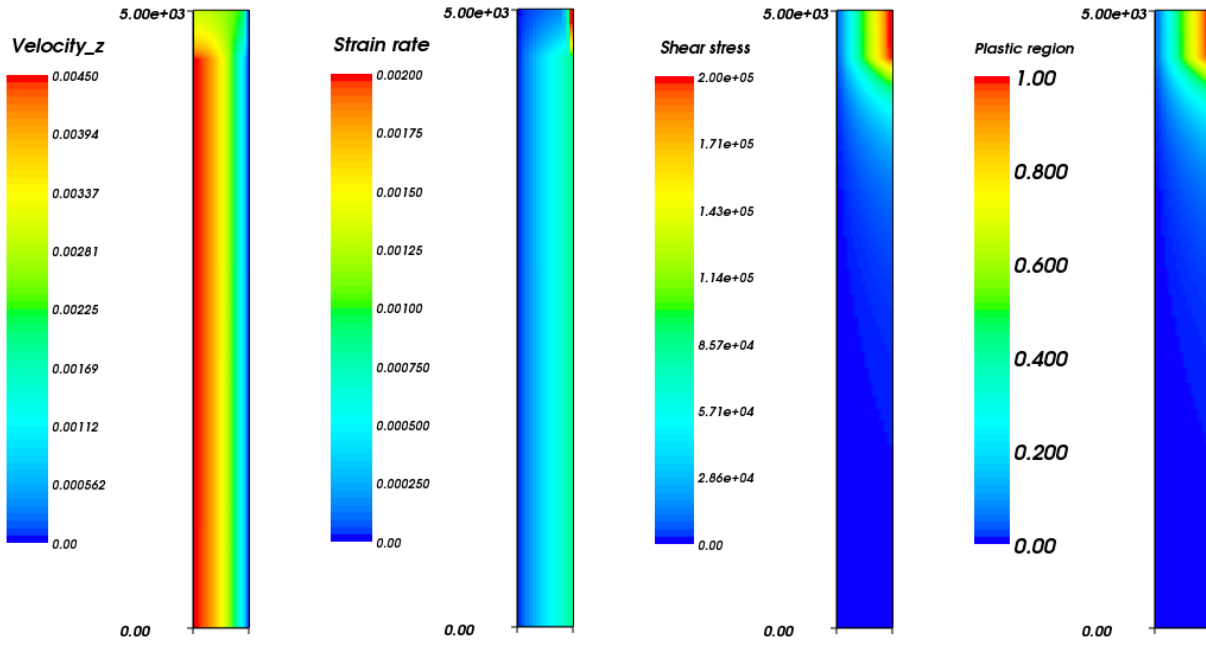 5.00e+03
Velocity_z
0.00450
0.00394
0.00337
0.00281
0.00225
0.00169
0.00112
0.000562
0.00
0.00
5.00e+03
Strain rate
0.00200
0.00175
0.00150
0.00125
0.00100
0.000750
0.000500
0.000250
0.00
0.00
5.00e+03
Shear stress
2.00e+05
1.71e+05
1.43e+05
1.14e+05
8.57e+04
5.71e+04
2.86e+04
0.00
0.00
5.00e+03
Plastic region
1.00
0.800
0.600
0.400
0.200
0.00
0.00